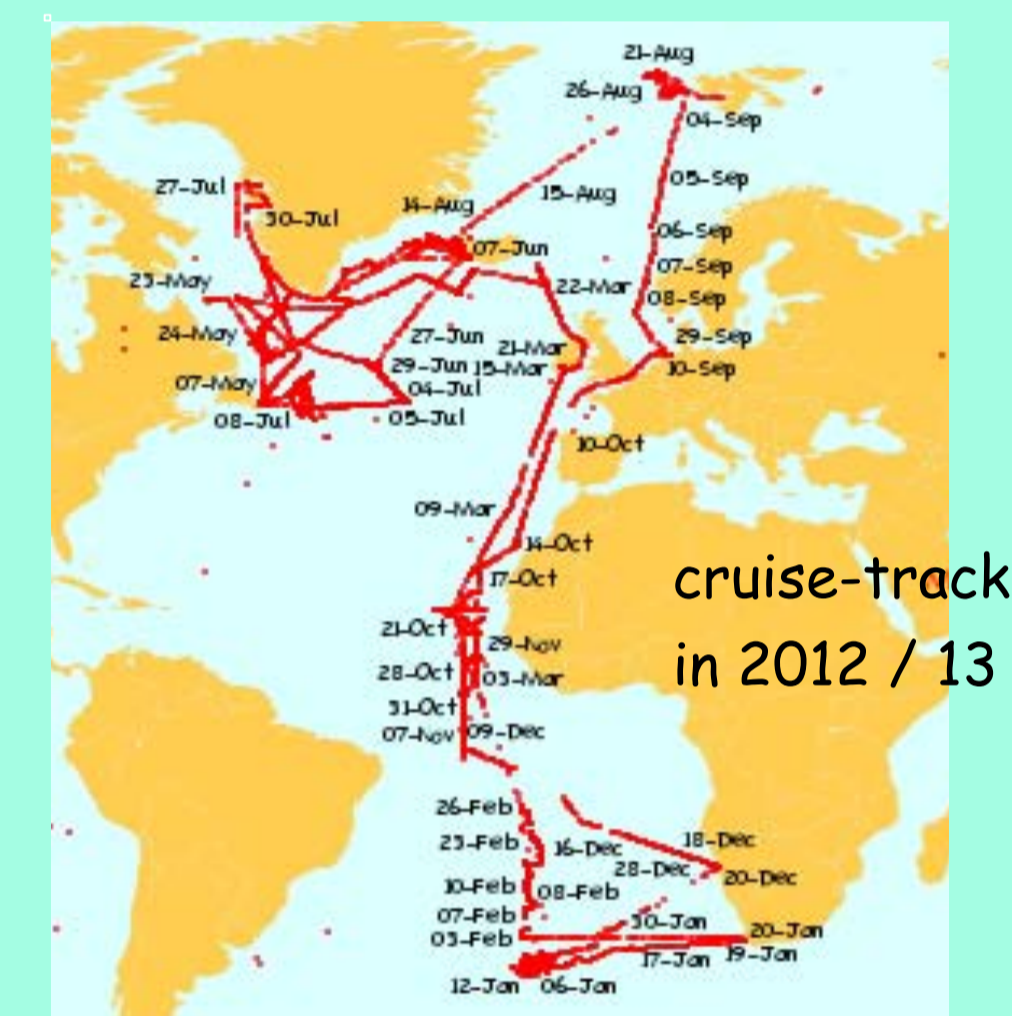 21-Aug
26-Aug
04-Sep
27-Jul
05-Sep
15-Aug
14-Aug
30-Jul
06-Sep
07-Jun
07-Sep
23-May
22-Mar
08-Sep
24-May
27-Jun
29-Sep
21-Mar
29-Jun
15-Mar
10-Sep
07-May
04-Jul
08-Jul
05-Jul
10-Oct
09-Mar
14-Oct
17-Oct
cruise-track
21-Oct
29-Nov
in 2012 / 13
28-Oct
03-Mar
31-Oct
07-Nov
09-Dec
26-Feb
18-Dec
23-Feb
16-Dec
28-Dec
20-Dec
10-Feb
08-Feb
07-Feb
30-Jan
20-Jan
03-Feb
19-Jan
17-Jan
12-Jan
06-Jan